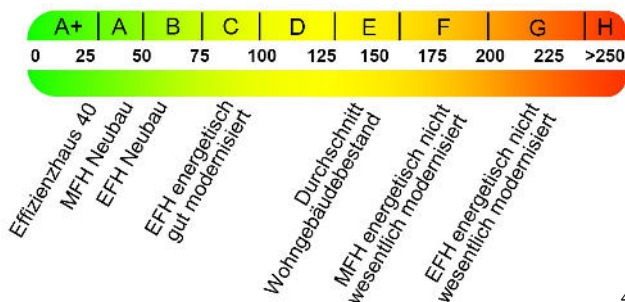 A+ A B C D E F G H
0 25 50 75 100 125 150 175 200 225 >250
Effizienzhaus 40
MFH Neubau
EFH Neubau
EFH energetisch
gut modernisiert
Durchschnitt
Wohngebäudebestand
MFH energetisch nicht
wesentlich modernisiert
EFH energetisch nicht
wesentlich modernisiert